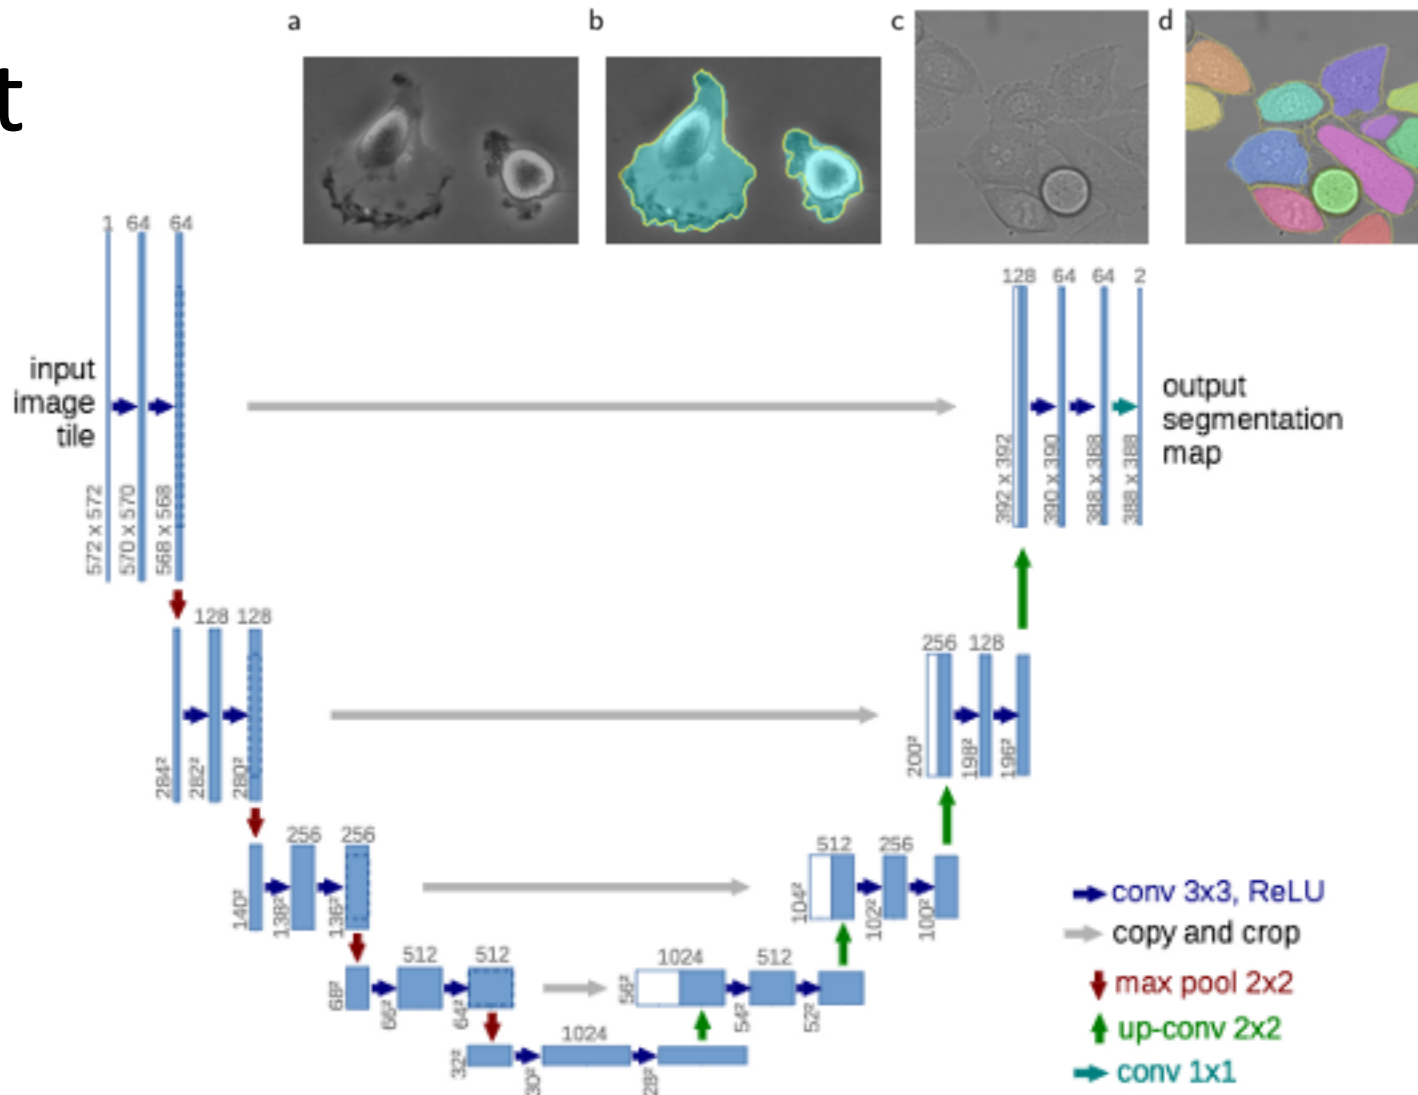 t
a
b
c
d
1 64 64
input
image
tile
572 x 572
570 x 570
568 x 568
128 64 64 2
392 x 392
390 x 390
388 x 388
388 x 388
output
segmentation
map
128 128
284²
282²
280²
256 128
200²
198²
196²
256 256
140²
138²
136²
512 256
104²
102²
100²
512 512
68²
66²
64²
1024 512
56²
54²
52²
1024
32²
30²
28²
conv 3x3, ReLU
copy and crop
max pool 2x2
up-conv 2x2
conv 1x1